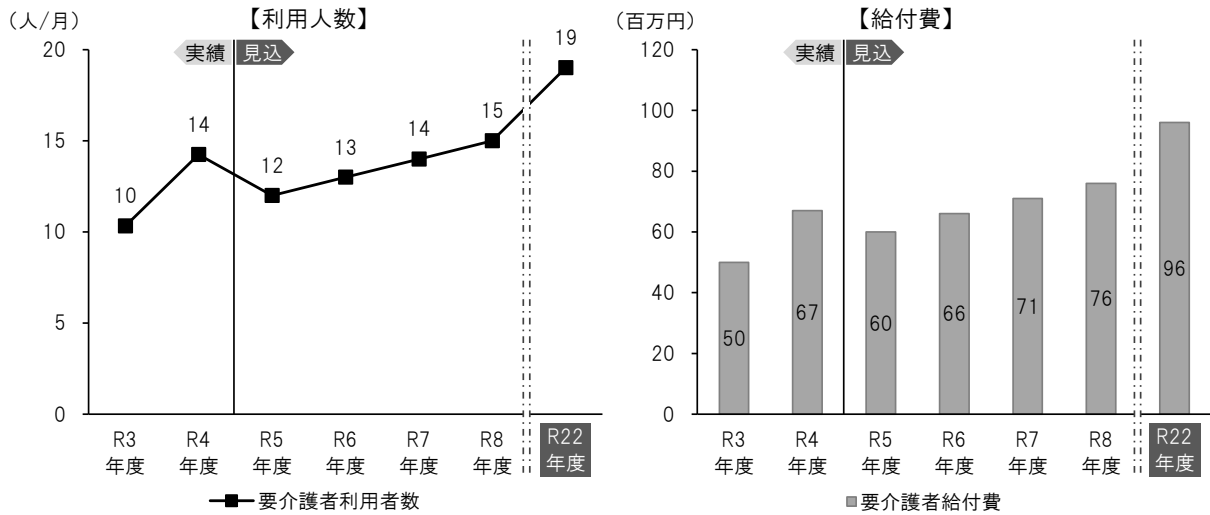 （人/月）
【利用人数】
実績
見込
20
15
10
5
0
10
14
12
13
14
15
19
R3
年度
R4
年度
R5
年度
R6
年度
R7
年度
R8
年度
R22
年度
要介護者利用者数
（百万円）
【給付費】
実績
見込
120
100
80
60
40
20
0
50
67
60
66
71
76
96
R3
年度
R4
年度
R5
年度
R6
年度
R7
年度
R8
年度
R22
年度
要介護者給付費